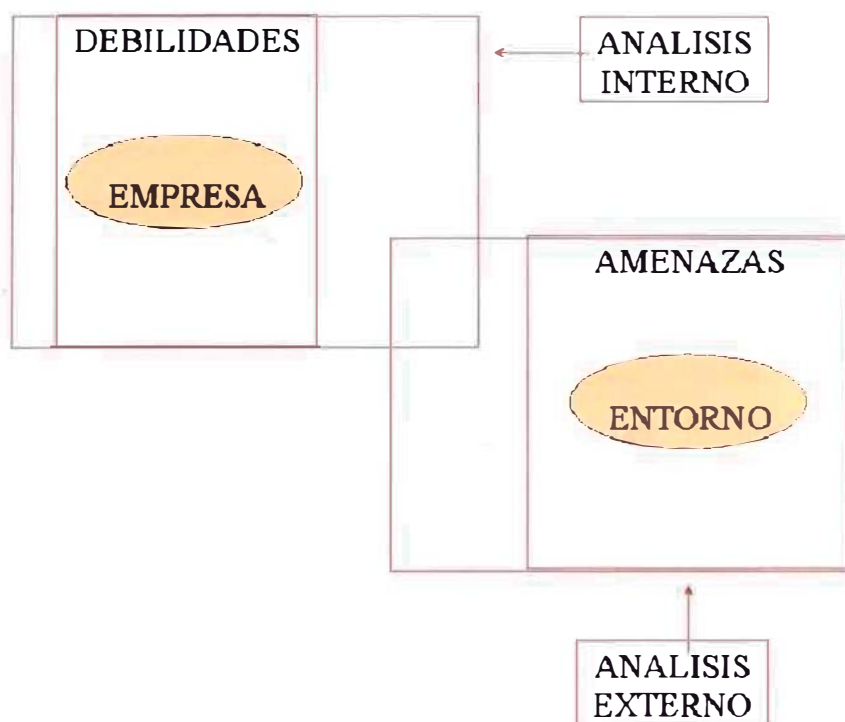 DEBILIDADES
ANALISIS
INTERNO
EMPRESA
AMENAZAS
ENTORNO
ANALISIS
EXTERNO